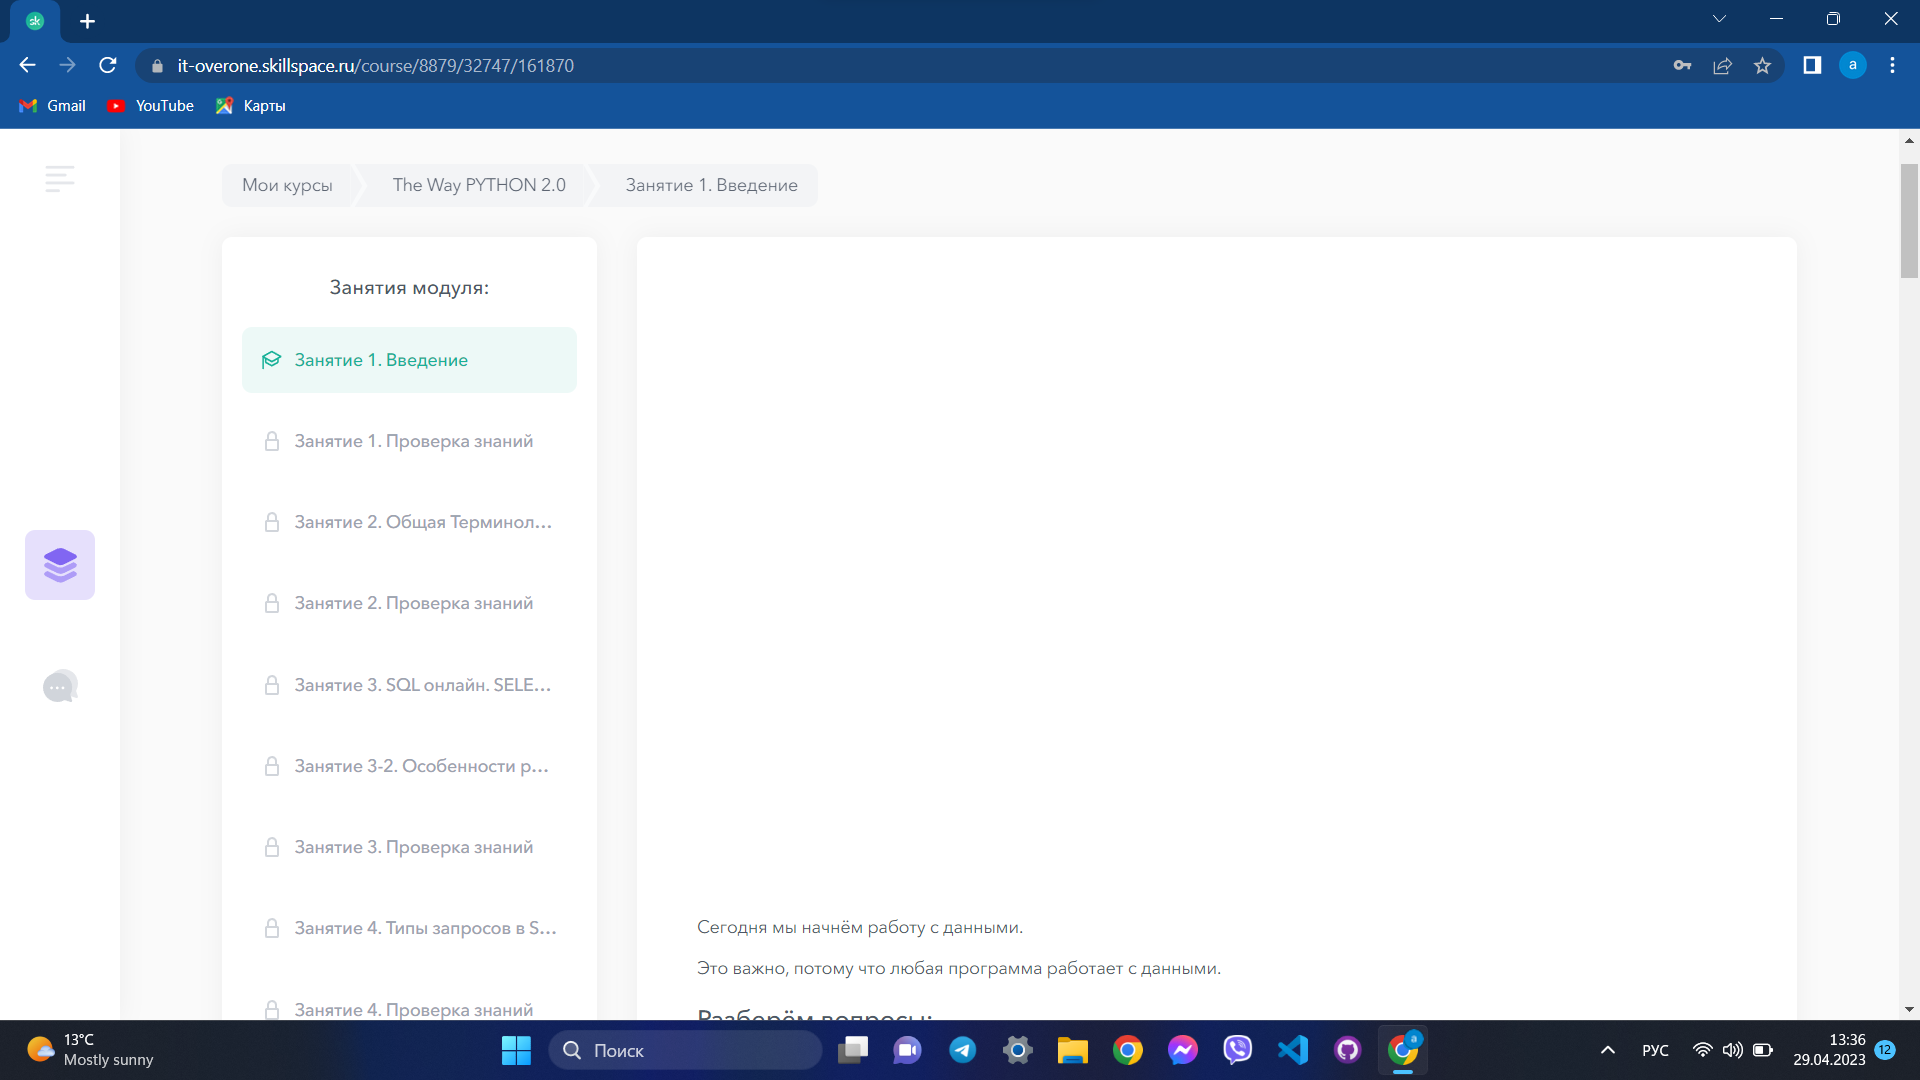 sk
it-overone.skillspace.ru/course/8879/32747/161870
a
Gmail
YouTube
Карты
Мои курсы
The Way PYTHON 2.0
Занятие 1. Введение
Занятия модуля:
Занятие 1. Введение
Занятие 1. Проверка знаний
Занятие 2. Общая Терминол...
Занятие 2. Проверка знаний
Занятие 3. SQL онлайн. SELE...
Занятие 3-2. Особенности р...
Занятие 3. Проверка знаний
Занятие 4. Типы запросов в S...
Занятие 4. Проверка знаний
Сегодня мы начнём работу с данными.
Это важно, потому что любая программа работает с данными.
Разберём вопросы:
13°C
Mostly sunny
Поиск
a
РУС
13:36
29.04.2023
12